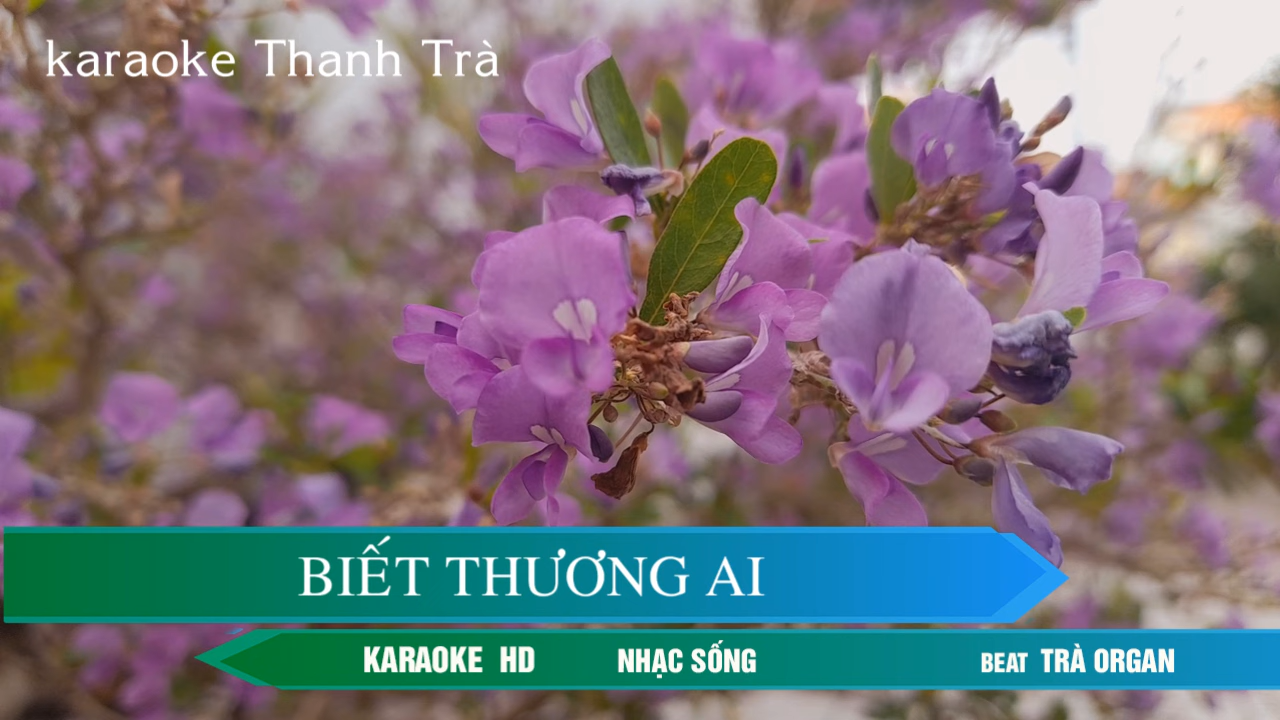 karaoke Thanh Trà
BIẾT THƯƠNG AI
KARAOKE HD NHẠC SỐNG BEAT TRÀ ORGAN